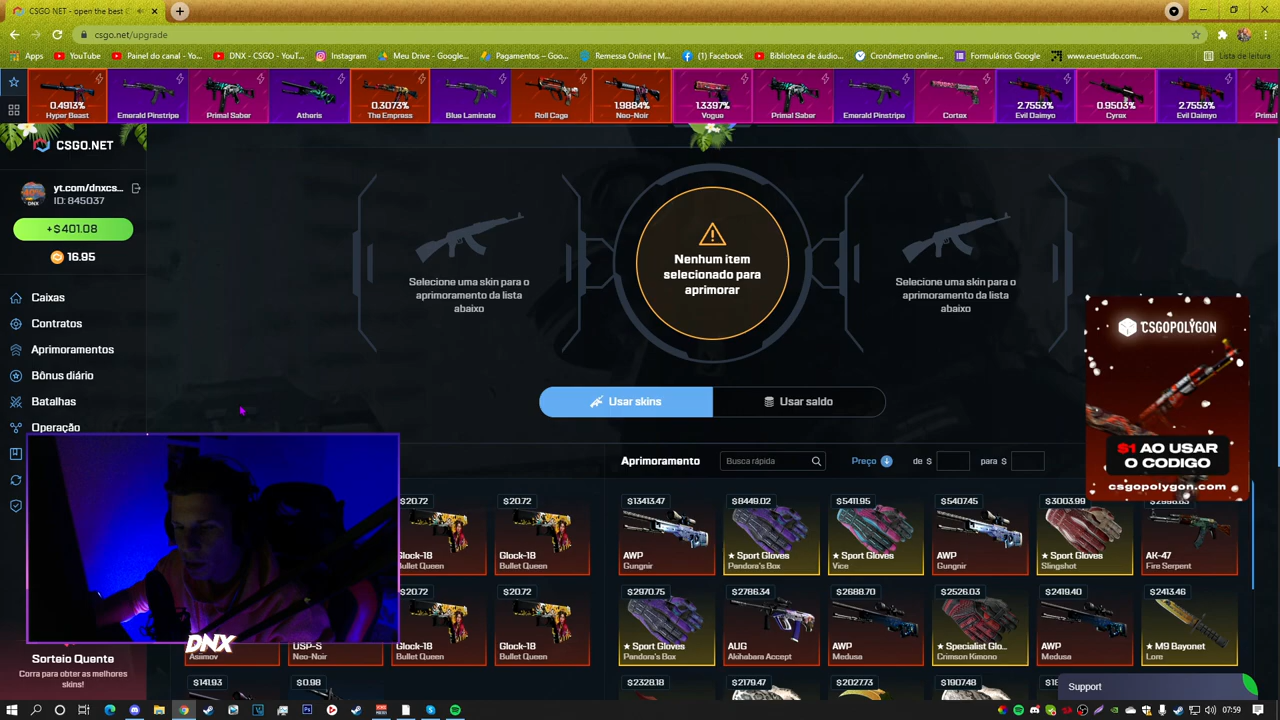 CSGO NET - open the best C
csgo.net/upgrade
Apps
YouTube
Painel do canal - Yo...
DNX - CSGO - YouT...
Instagram
Meu Drive - Google...
Pagamentos – Goo...
Remessa Online | M...
(1) Facebook
Biblioteca de áudio...
Cronômetro online...
Formulários Google
www.euestudo.com...
Lista de leitura
0.4913%
Hyper Beast
Emerald Pinstripe
Primal Saber
Atheris
0.3073%
The Empress
Blue Laminate
Roll Cage
1.9884%
Neo-Noir
1.3397%
Vogue
Primal Saber
Emerald Pinstripe
Cortex
2.7553%
Evil Daimyo
0.9503%
Cyrex
2.7553%
Evil Daimyo
Primal
CSGO.NET
yt.com/dnxcs...
ID: 845037
+$401.08
16.95
Caixas
Contratos
Aprimoramentos
Bônus diário
Batalhas
Operação
DNX
Sorteio Quente
Corra para obter as melhores
skins!
Selecione uma skin para o
aprimoramento da lista
abaixo
Nenhum item
selecionado para
aprimorar
Selecione uma skin para o
aprimoramento da lista
abaixo
Usar skins
Usar saldo
CSGOPOLYGON
$1 AO USAR
O CODIGO
csgopolygon.com
Aprimoramento
Busca rápida
Preço
de $
para $
$20.72
Glock-18
Bullet Queen
$20.72
Glock-18
Bullet Queen
$13413.47
AWP
Gungnir
$8449.02
★ Sport Gloves
Pandora's Box
$5411.95
★ Sport Gloves
Vice
$5407.45
AWP
Gungnir
$3003.99
★ Sport Gloves
Slingshot
AK-47
Fire Serpent
Asiimov
USP-S
Neo-Noir
$20.72
Glock-18
Bullet Queen
$20.72
Glock-18
Bullet Queen
$2970.75
★ Sport Gloves
Pandora's Box
$2786.34
AUG
Akihabara Accept
$2688.70
AWP
Medusa
$2526.03
★ Specialist Glo...
Crimson Kimono
$2419.40
AWP
Medusa
$2413.46
★ M9 Bayonet
Lore
$141.93
$0.98
$2328.18
$2179.47
$2027.73
$1907.48
Support
07:59